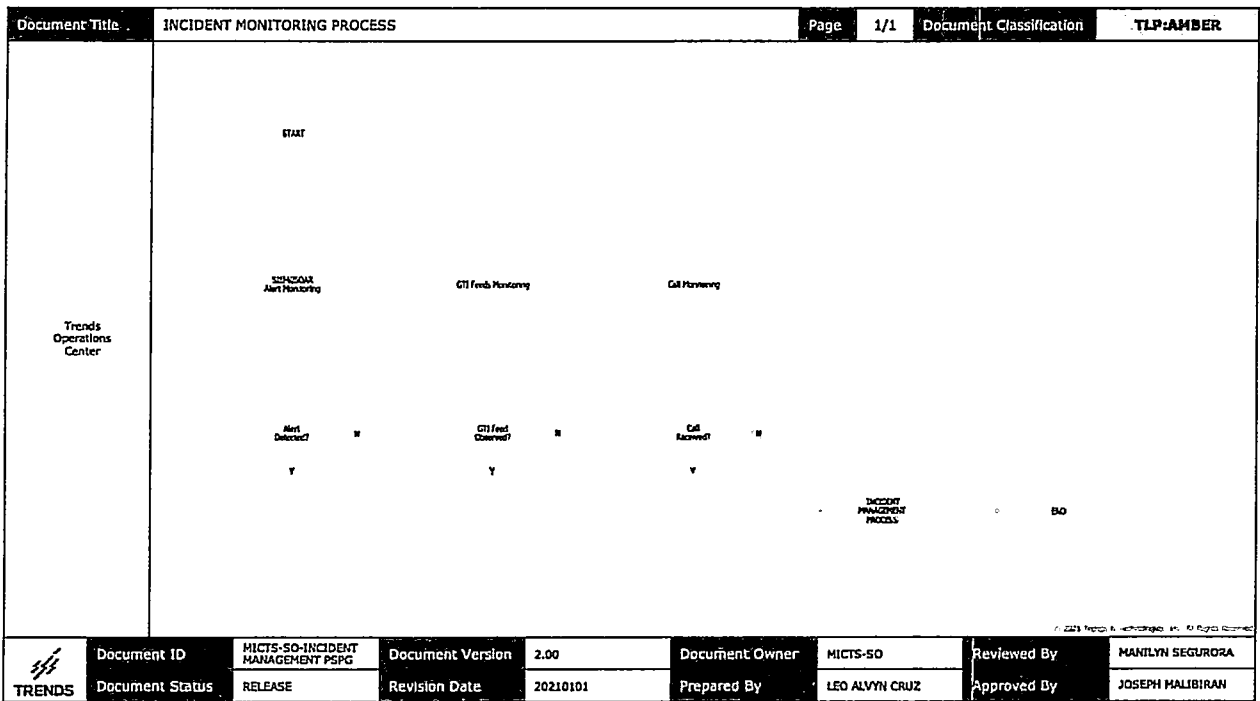 Document Title
INCIDENT MONITORING PROCESS
Page
1/1
Document Classification
TLP:AMBER
START
Alert Monitoring
GTI Feeds Monitoring
Call Monitoring
Trends
Operations
Center
Alert
Detected?
N
GTI Feed
Observed?
N
Call
Received?
N
Y
Y
Y
INCIDENT
MANAGEMENT
PROCESS
END
TRENDS
Document ID
MICTS-SO-INCIDENT
MANAGEMENT PSPG
Document Version
2.00
Document Owner
MICTS-SO
Reviewed By
MANILYN SEGURORA
Document Status
RELEASE
Revision Date
20210101
Prepared By
LEO ALVYN CRUZ
Approved By
JOSEPH MALIBIRAN